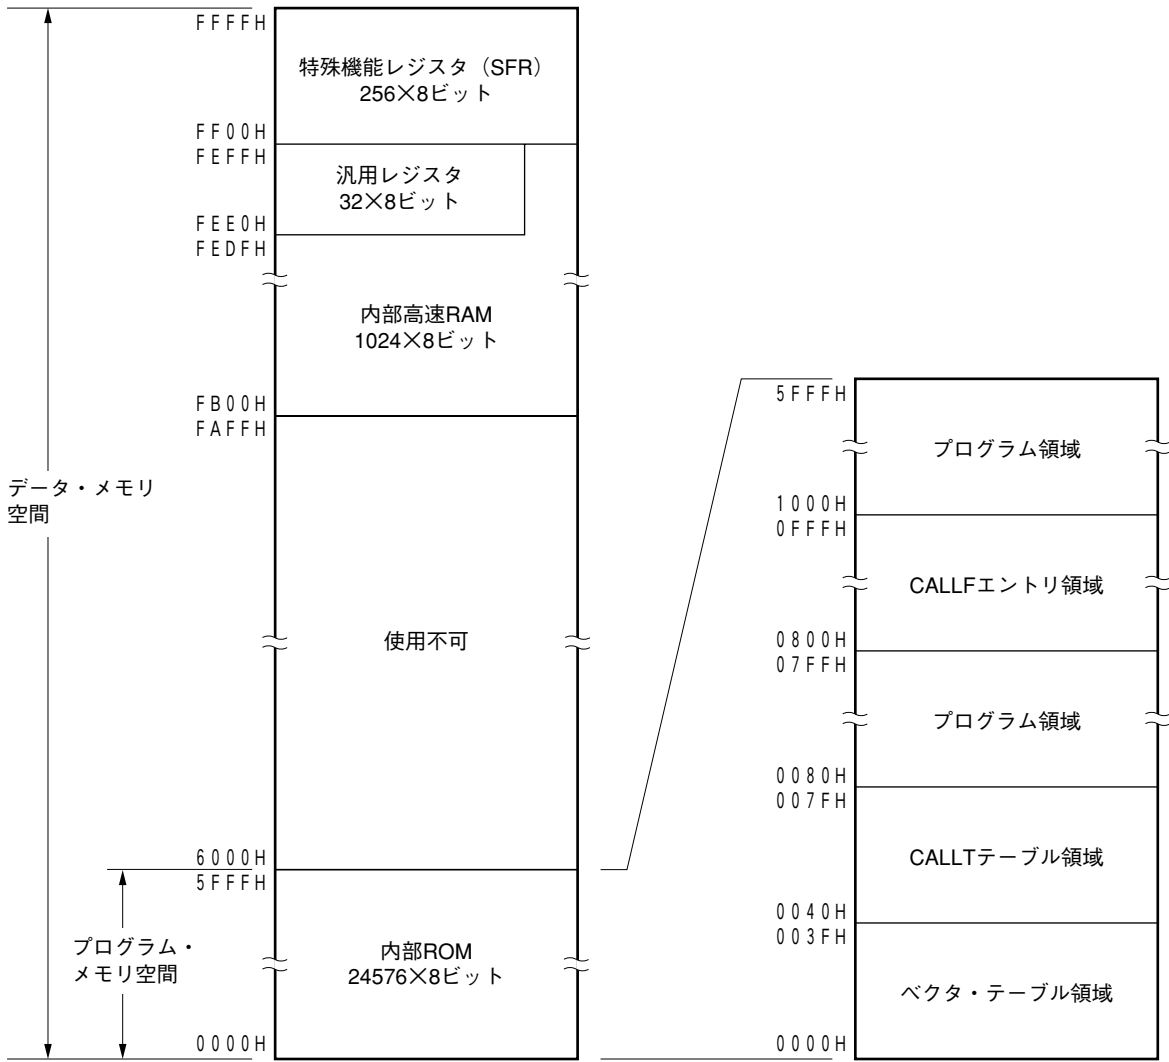 FFFFH
特殊機能レジスタ（SFR）
256×8ビット
FF00H
FEFFH
汎用レジスタ
32×8ビット
FEE0H
FEDFH
内部高速RAM
1024×8ビット
FB00H
FAFFH
データ・メモリ
空間
使用不可
6000H
5FFFH
プログラム・
メモリ空間
内部ROM
24576×8ビット
0000H
5FFFH
プログラム領域
1000H
0FFFH
CALLFエントリ領域
0800H
07FFH
プログラム領域
0080H
007FH
CALLTテーブル領域
0040H
003FH
ベクタ・テーブル領域
0000H